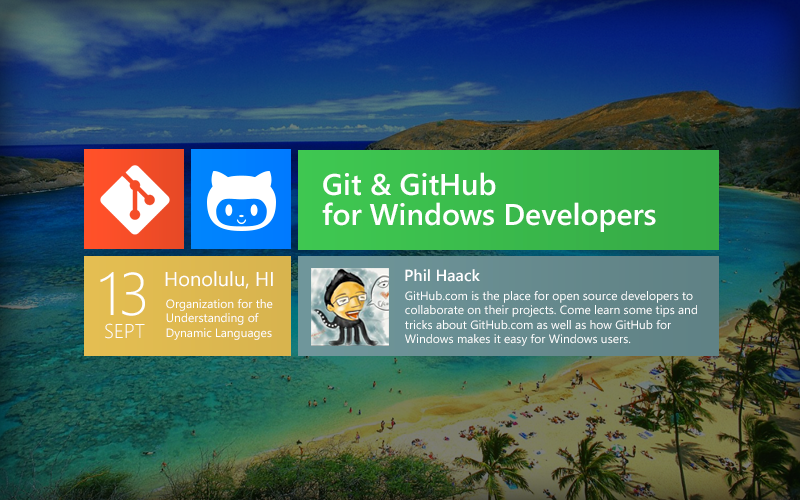 Git & GitHub
for Windows Developers
13
SEPT
Honolulu, HI
Organization for the
Understanding of
Dynamic Languages
Phil Haack
GitHub.com is the place for open source developers to
collaborate on their projects. Come learn some tips and
tricks about GitHub.com as well as how GitHub for
Windows makes it easy for Windows users.